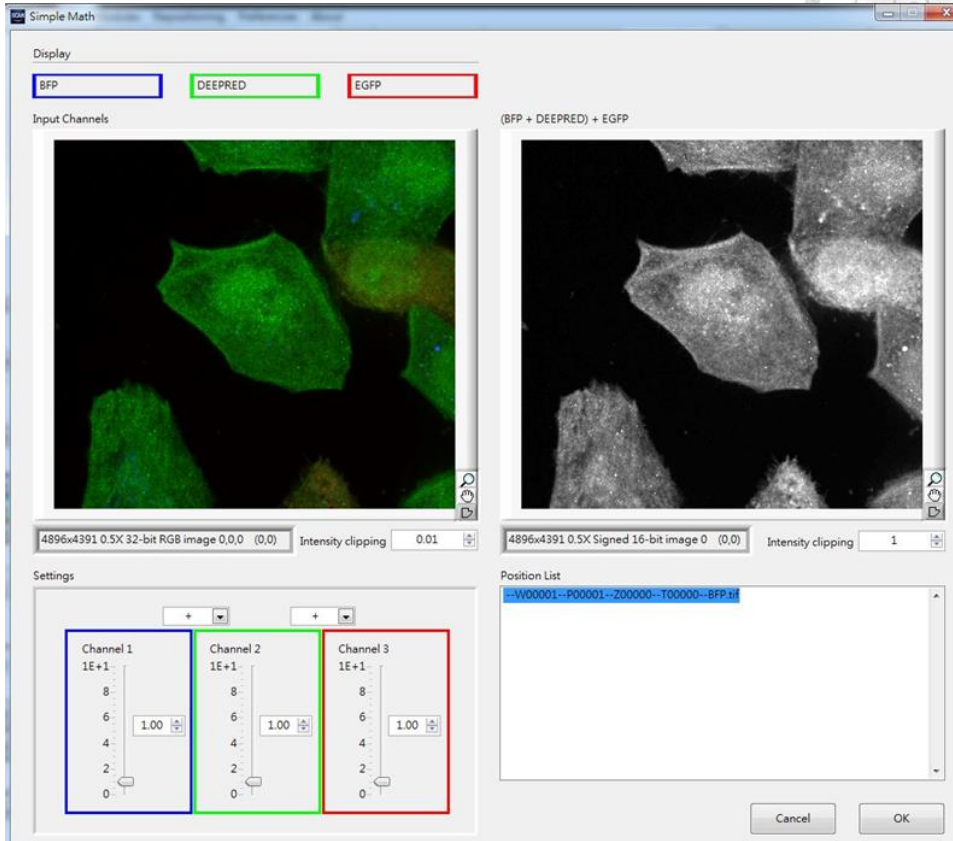 Simple Math
Display
BFP
DEEPRED
EGFP
Input Channels
(BFP + DEEPRED) + EGFP
4896x4391 0.5X 32-bit RGB image 0,0,0 (0,0)
Intensity clipping
0.01
4896x4391 0.5X Signed 16-bit image 0 (0,0)
Intensity clipping
1
Settings
Position List
--W00001--P00001--Z00000--T00000--BFP.tif
+
+
Channel 1
1E+1
8
6
4
2
0
1.00
Channel 2
1E+1
8
6
4
2
0
1.00
Channel 3
1E+1
8
6
4
2
0
1.00
Cancel
OK